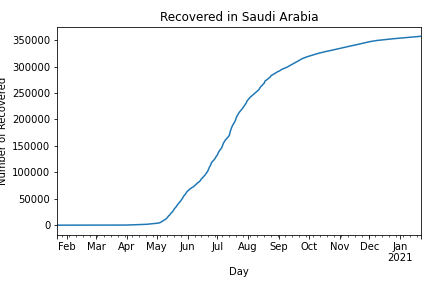 Recovered in Saudi Arabia
Number of Recovered
350000
300000
250000
200000
150000
100000
50000
0
Feb Mar Apr May Jun Jul Aug Sep Oct Nov Dec Jan
2021
Day